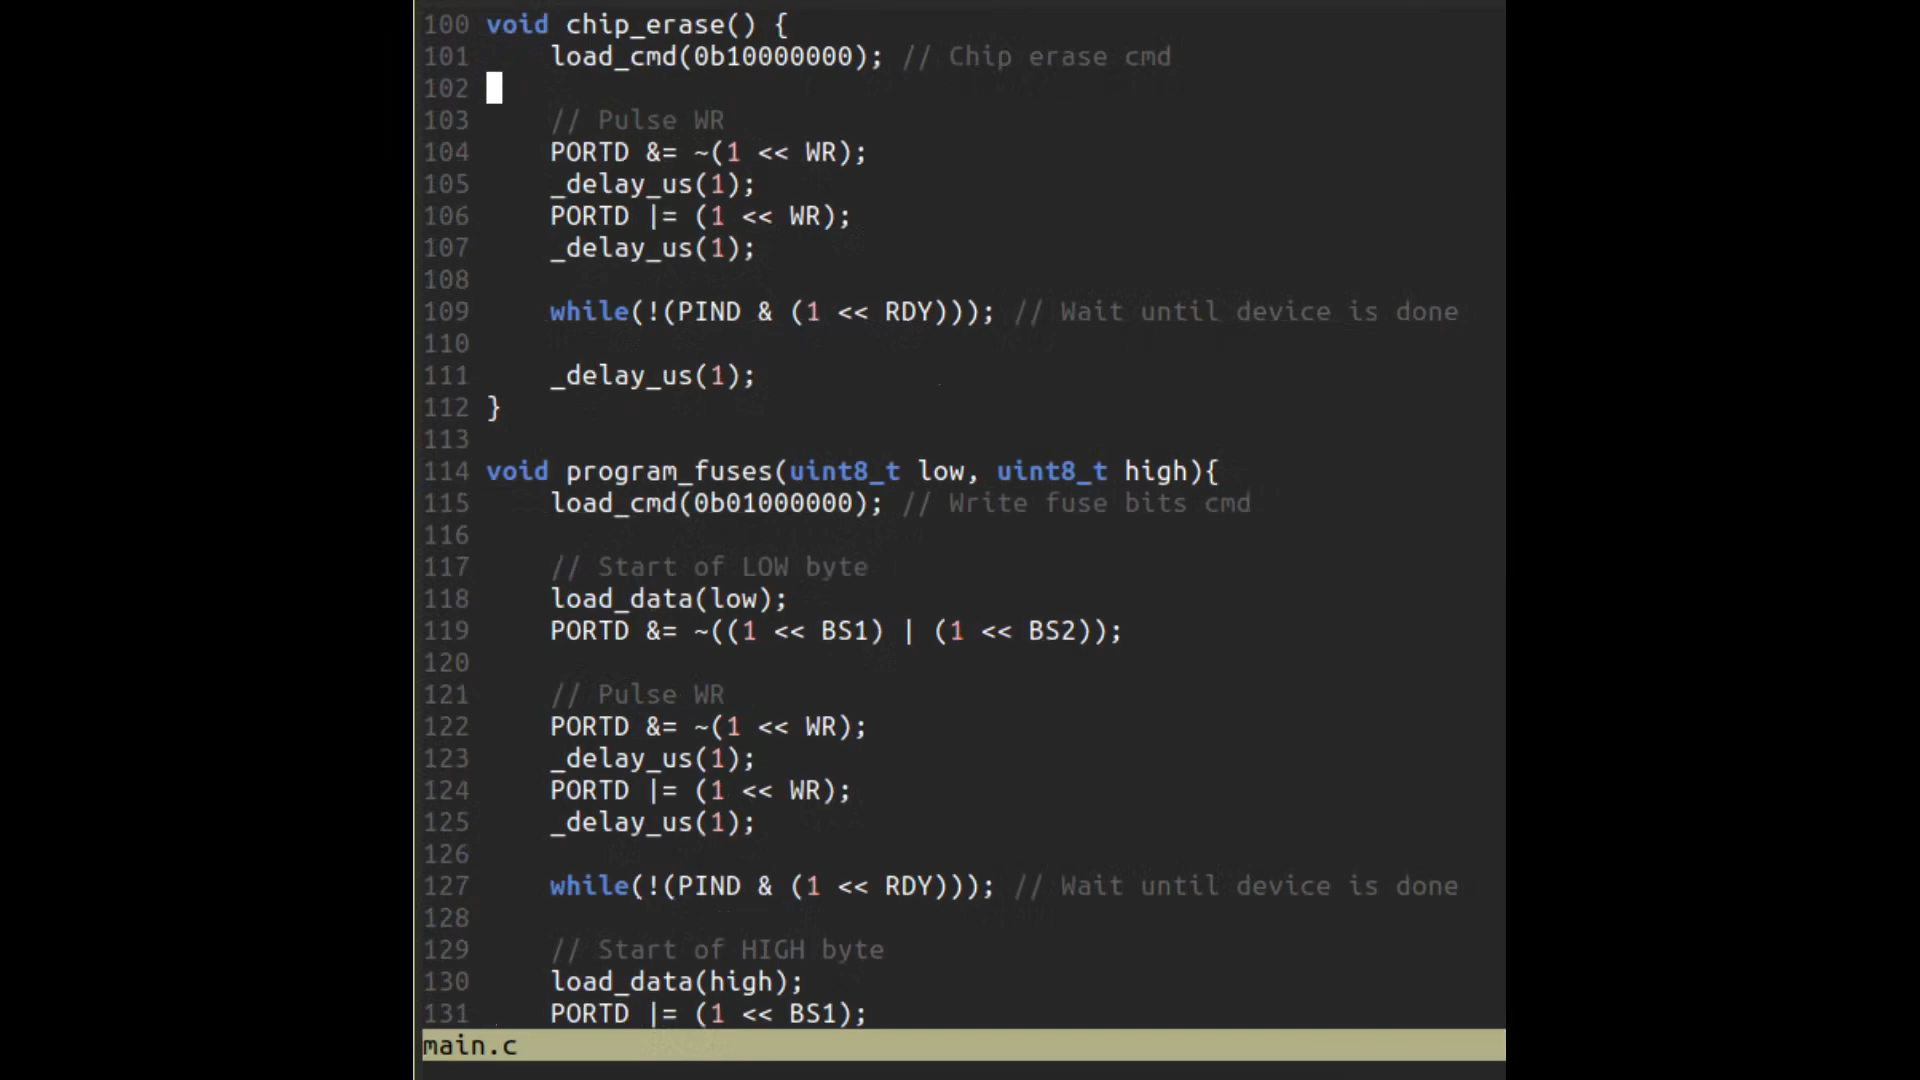 100 void chip_erase() {
101     load_cmd(0b10000000); // Chip erase cmd
102
103     // Pulse WR
104     PORTD &= ~(1 << WR);
105     _delay_us(1);
106     PORTD |= (1 << WR);
107     _delay_us(1);
108
109     while(!(PIND & (1 << RDY))); // Wait until device is done
110
111     _delay_us(1);
112 }
113
114 void program_fuses(uint8_t low, uint8_t high){
115     load_cmd(0b01000000); // Write fuse bits cmd
116
117     // Start of LOW byte
118     load_data(low);
119     PORTD &= ~((1 << BS1) | (1 << BS2));
120
121     // Pulse WR
122     PORTD &= ~(1 << WR);
123     _delay_us(1);
124     PORTD |= (1 << WR);
125     _delay_us(1);
126
127     while(!(PIND & (1 << RDY))); // Wait until device is done
128
129     // Start of HIGH byte
130     load_data(high);
131     PORTD |= (1 << BS1);
main.c